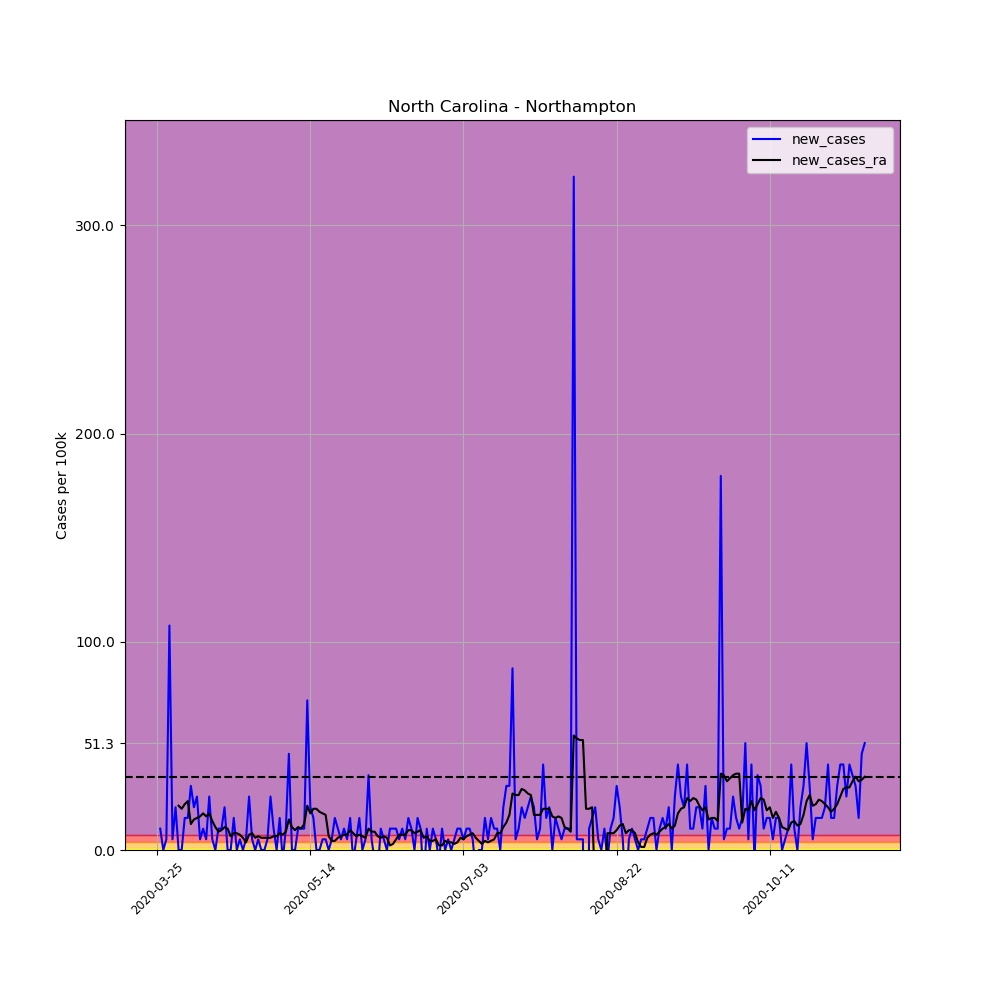 North Carolina - Northampton
new_cases
new_cases_ra
Cases per 100k
300.0
200.0
100.0
51.3
0.0
2020-03-25
2020-05-14
2020-07-03
2020-08-22
2020-10-11